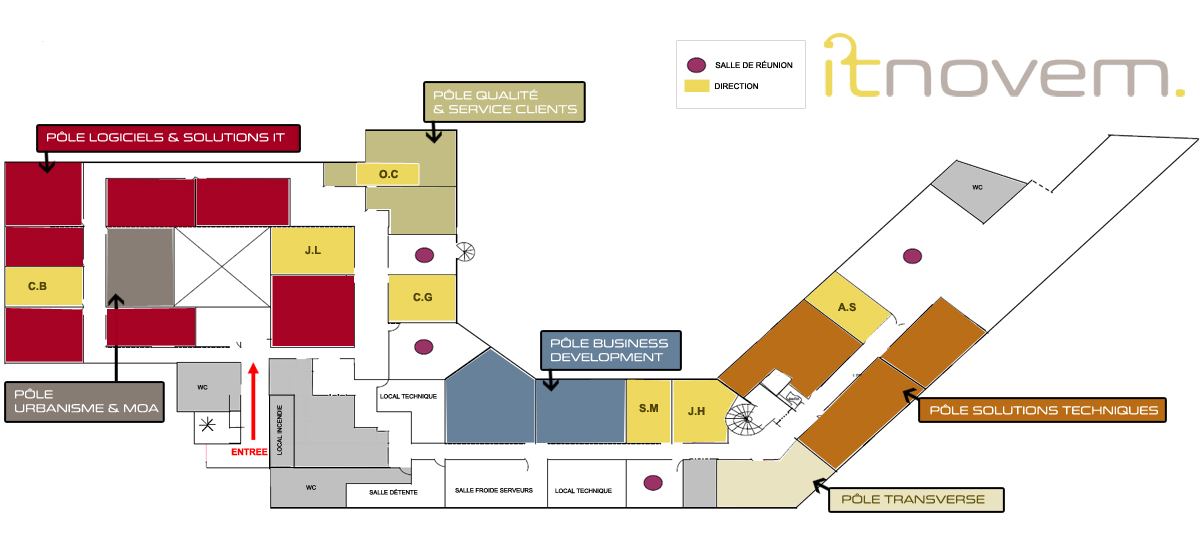 SALLE DE RÉUNION
DIRECTION
itnovem.
PÔLE QUALITÉ
& SERVICE CLIENTS
PÔLE LOGICIELS & SOLUTIONS IT
O.C
WC
J.L
C.B
C.G
A.S
PÔLE BUSINESS
DEVELOPMENT
PÔLE
URBANISME & MOA
WC
LOCAL TECHNIQUE
S.M
J.H
PÔLE SOLUTIONS TECHNIQUES
LOCAL INCENDIE
ENTREE
WC
SALLE DÉTENTE
SALLE FROIDE SERVEURS
LOCAL TECHNIQUE
PÔLE TRANSVERSE